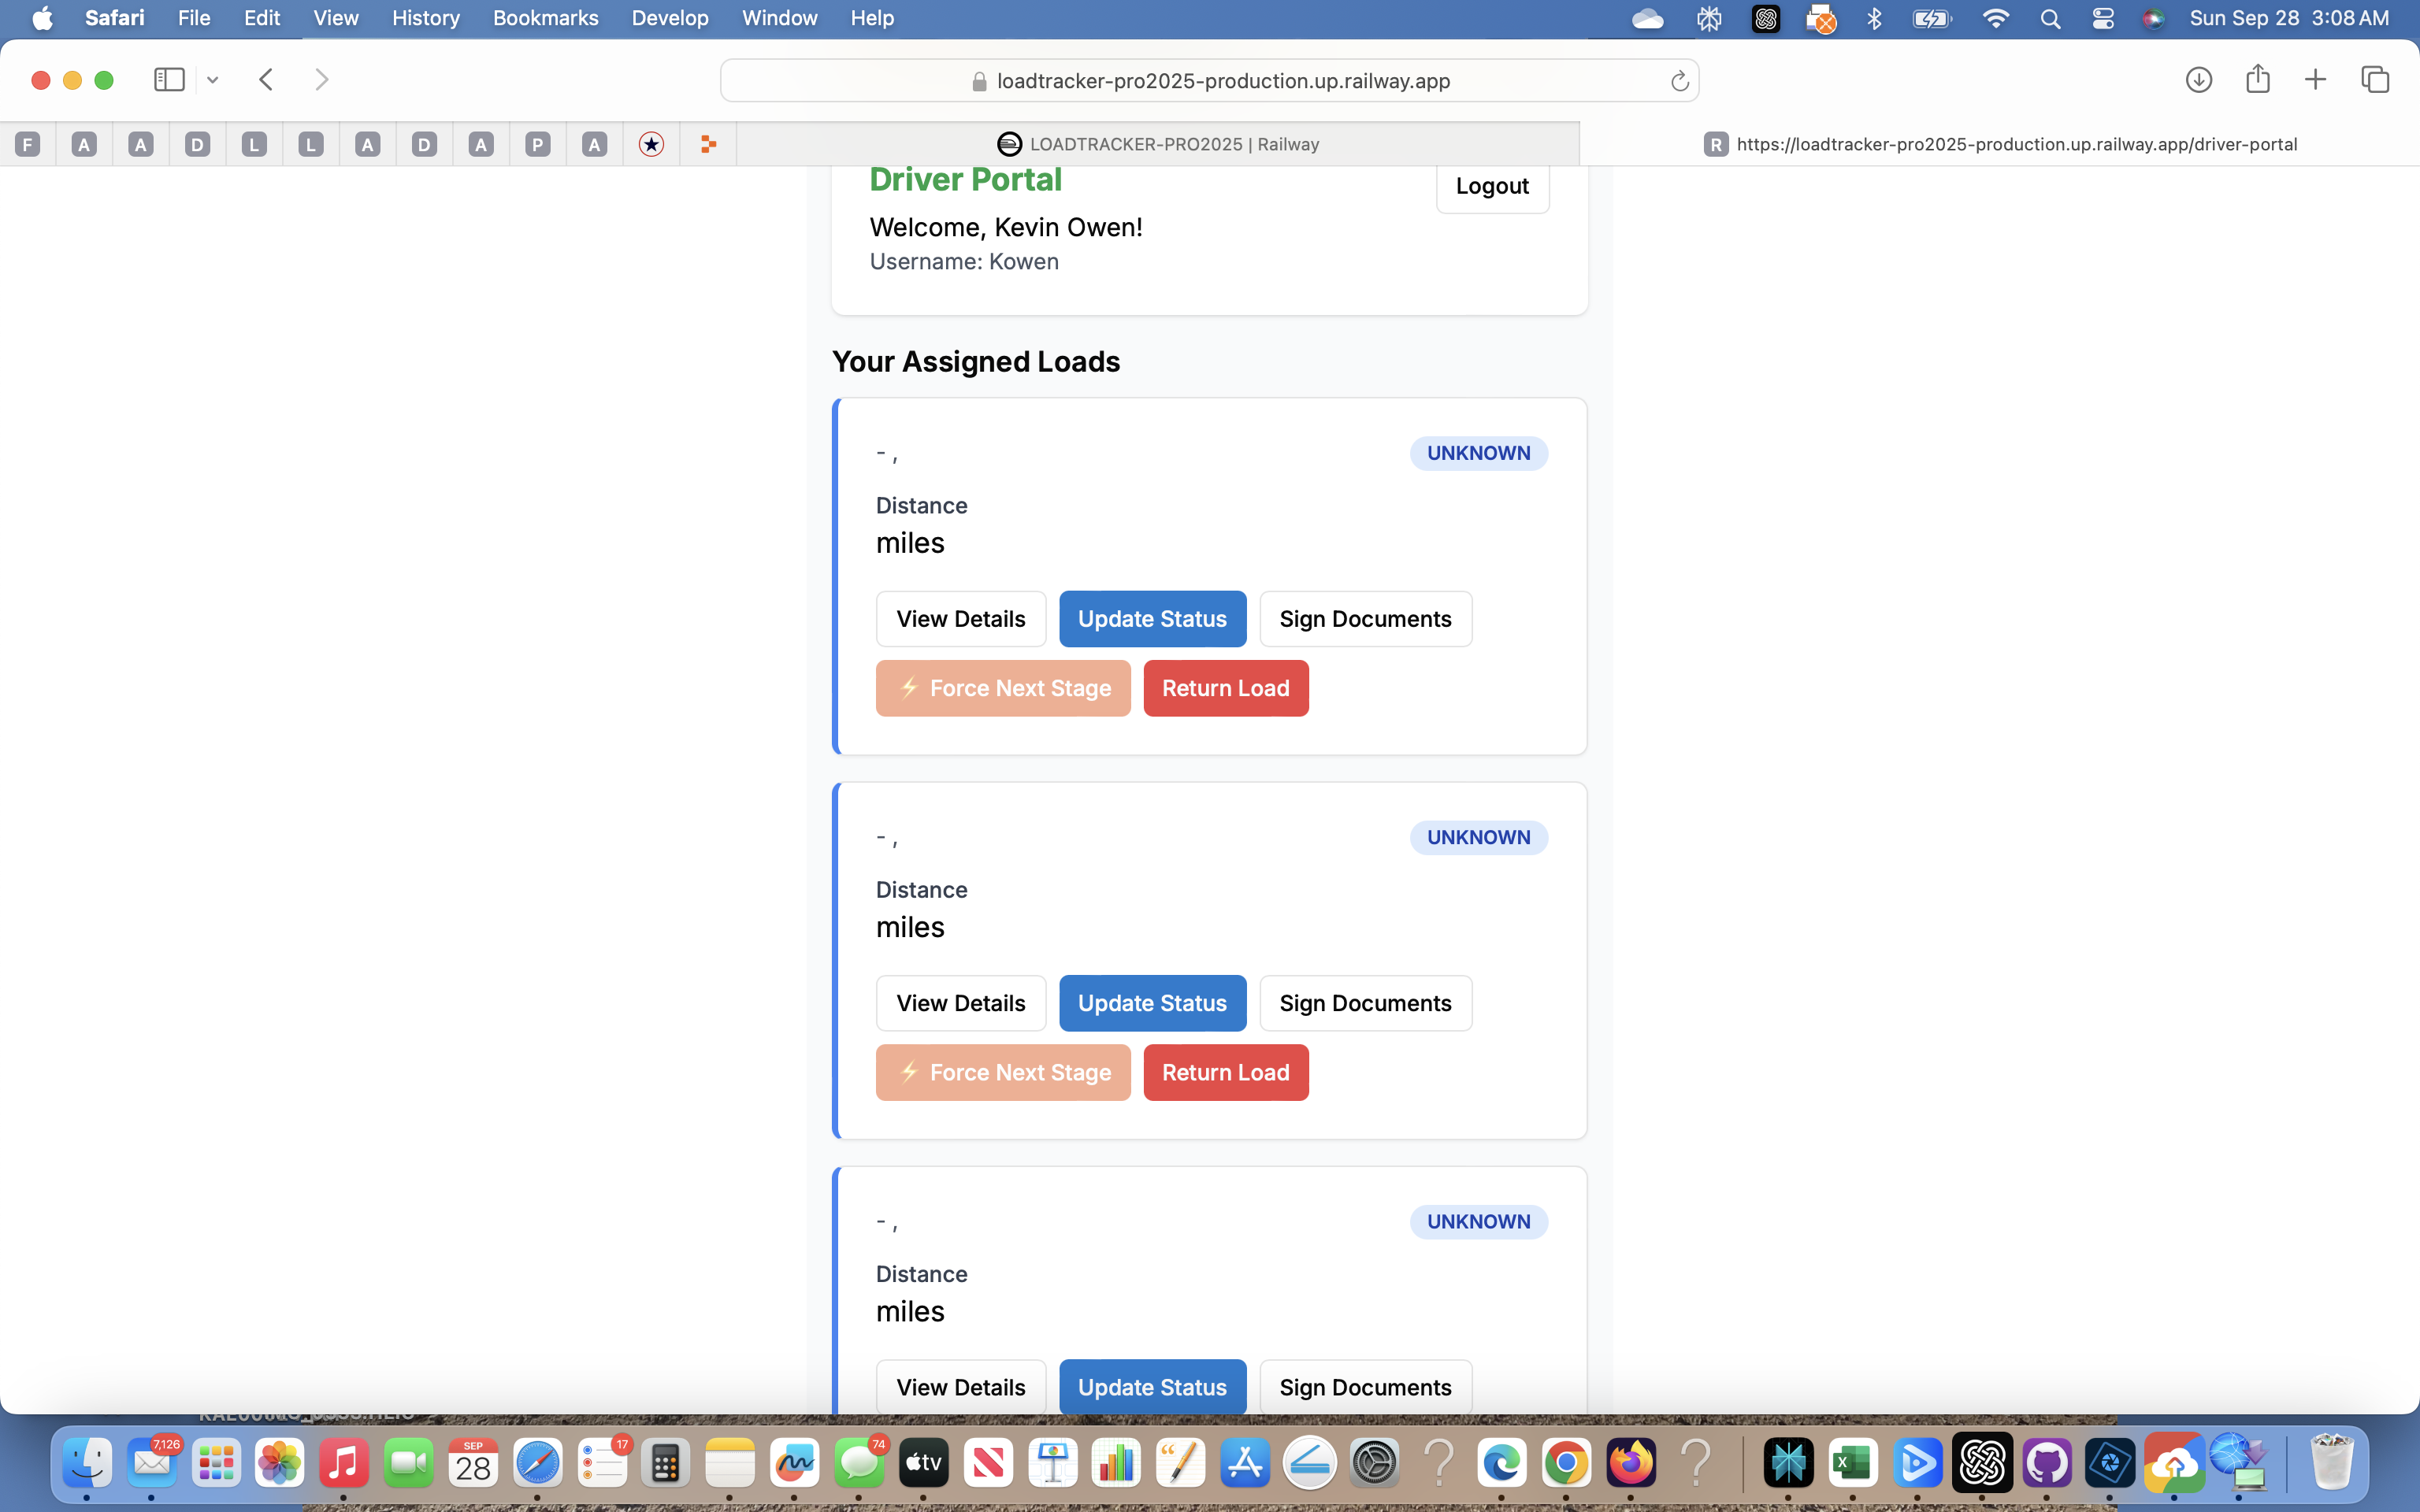 Safari File Edit View History Bookmarks Develop Window Help Sun Sep 28 3:08 AM
loadtracker-pro2025-production.up.railway.app
F A A D L L A D A P A LOADTRACKER-PRO2025 | Railway R https://loadtracker-pro2025-production.up.railway.app/driver-portal
Driver Portal
Logout
Welcome, Kevin Owen!
Username: Kowen
Your Assigned Loads
- , UNKNOWN
Distance
miles
View Details Update Status Sign Documents
⚡ Force Next Stage Return Load
- , UNKNOWN
Distance
miles
View Details Update Status Sign Documents
⚡ Force Next Stage Return Load
- , UNKNOWN
Distance
miles
View Details Update Status Sign Documents
7,126 SEP 28 17 74 tv X